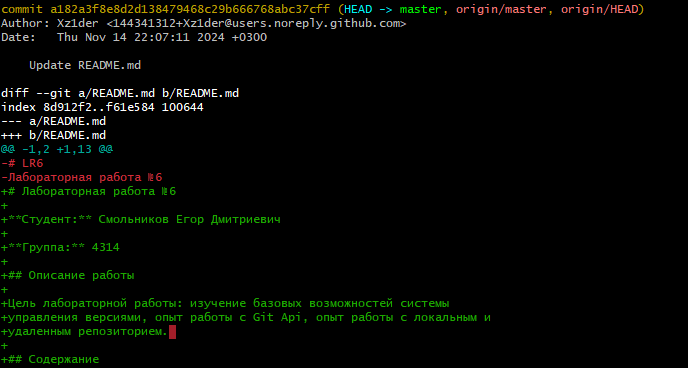 commit a182a3f8e8d2d138479468c29b666768abc37cff (HEAD -> master, origin/master, origin/HEAD)
Author: Xz1der <144341312+Xz1der@users.noreply.github.com>
Date:   Thu Nov 14 22:07:11 2024 +0300
    Update README.md
diff --git a/README.md b/README.md
index 8d912f2..f61e584 100644
--- a/README.md
+++ b/README.md
@@ -1,2 +1,13 @@
-# LR6
-Лабораторная работа №6
+# Лабораторная работа №6
+
+**Студент:** Смольников Егор Дмитриевич
+
+**Группа:** 4314
+
+## Описание работы
+
+Цель лабораторной работы: изучение базовых возможностей системы
+управления версиями, опыт работы с Git Api, опыт работы с локальным и
+удаленным репозиторием.
+
+## Содержание